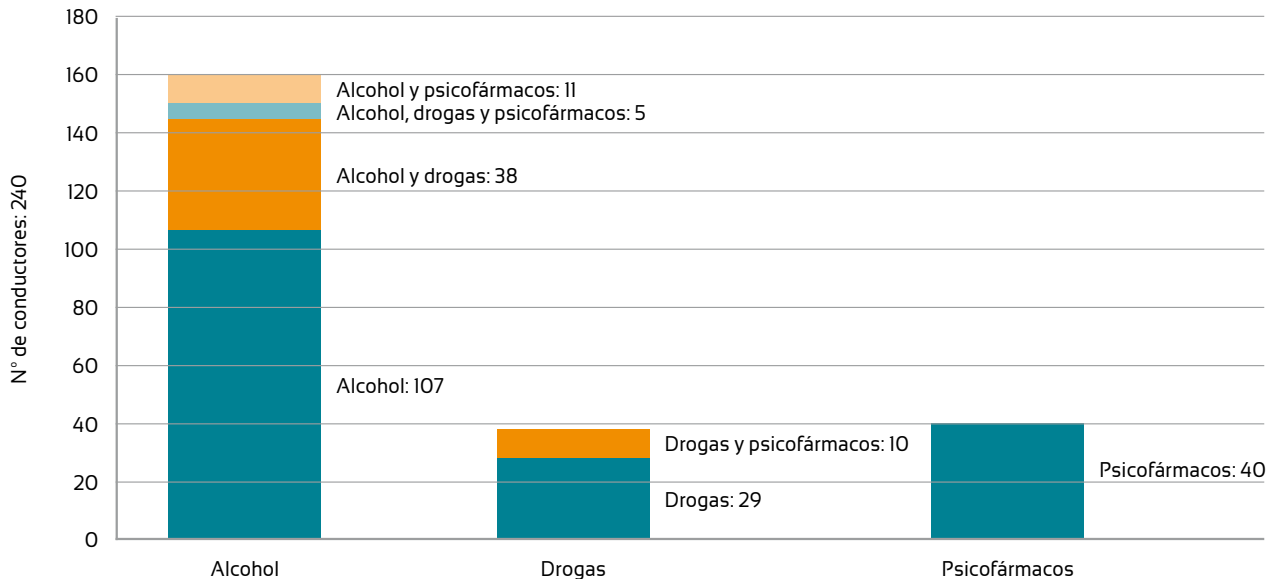 N° de conductores: 240
180
160
140
120
100
80
60
40
20
0
Alcohol y psicofármacos: 11
Alcohol, drogas y psicofármacos: 5
Alcohol y drogas: 38
Alcohol: 107
Drogas y psicofármacos: 10
Drogas: 29
Psicofármacos: 40
Alcohol
Drogas
Psicofármacos